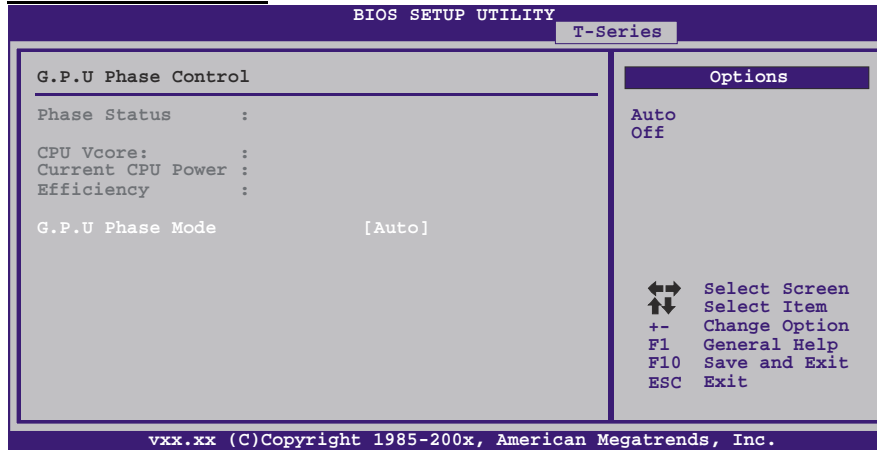 BIOS SETUP UTILITY
T-Series
G.P.U Phase Control
Phase Status :
CPU Vcore: :
Current CPU Power :
Efficiency :
G.P.U Phase Mode [Auto]
Options
Auto
Off
Select Screen
Select Item
+- Change Option
F1 General Help
F10 Save and Exit
ESC Exit
vxx.xx (C)Copyright 1985-200x, American Megatrends, Inc.